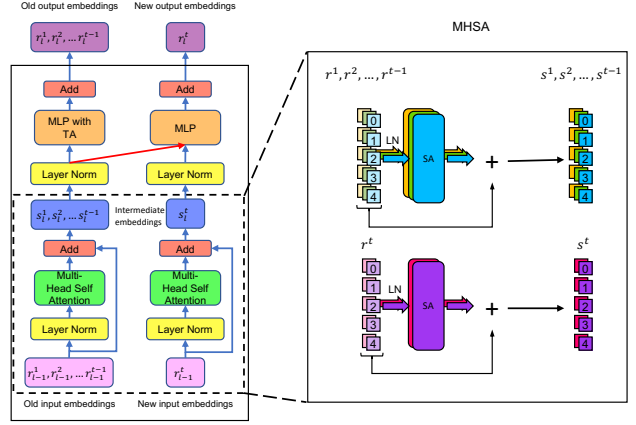 Old output embeddings
New output embeddings
r_l^1, r_l^2, … r_l^{t−1}
r_l^t
Add
Add
MLP with
TA
MLP
Layer Norm
Layer Norm
s_l^1, s_l^2, … s_l^{t−1}
Intermediate
embeddings
s_l^t
Add
Add
Multi-
Head Self
Attention
Multi-
Head Self
Attention
Layer Norm
Layer Norm
r_{l−1}^1, r_{l−1}^2, … r_{l−1}^{t−1}
r_{l−1}^t
Old input embeddings
New input embeddings
MHSA
r^1, r^2, …, r^{t−1}
s^1, s^2, …, s^{t−1}
0
1
2
3
4
LN
SA
+
0
1
2
3
4
r^t
s^t
0
1
2
3
4
LN
SA
+
0
1
2
3
4